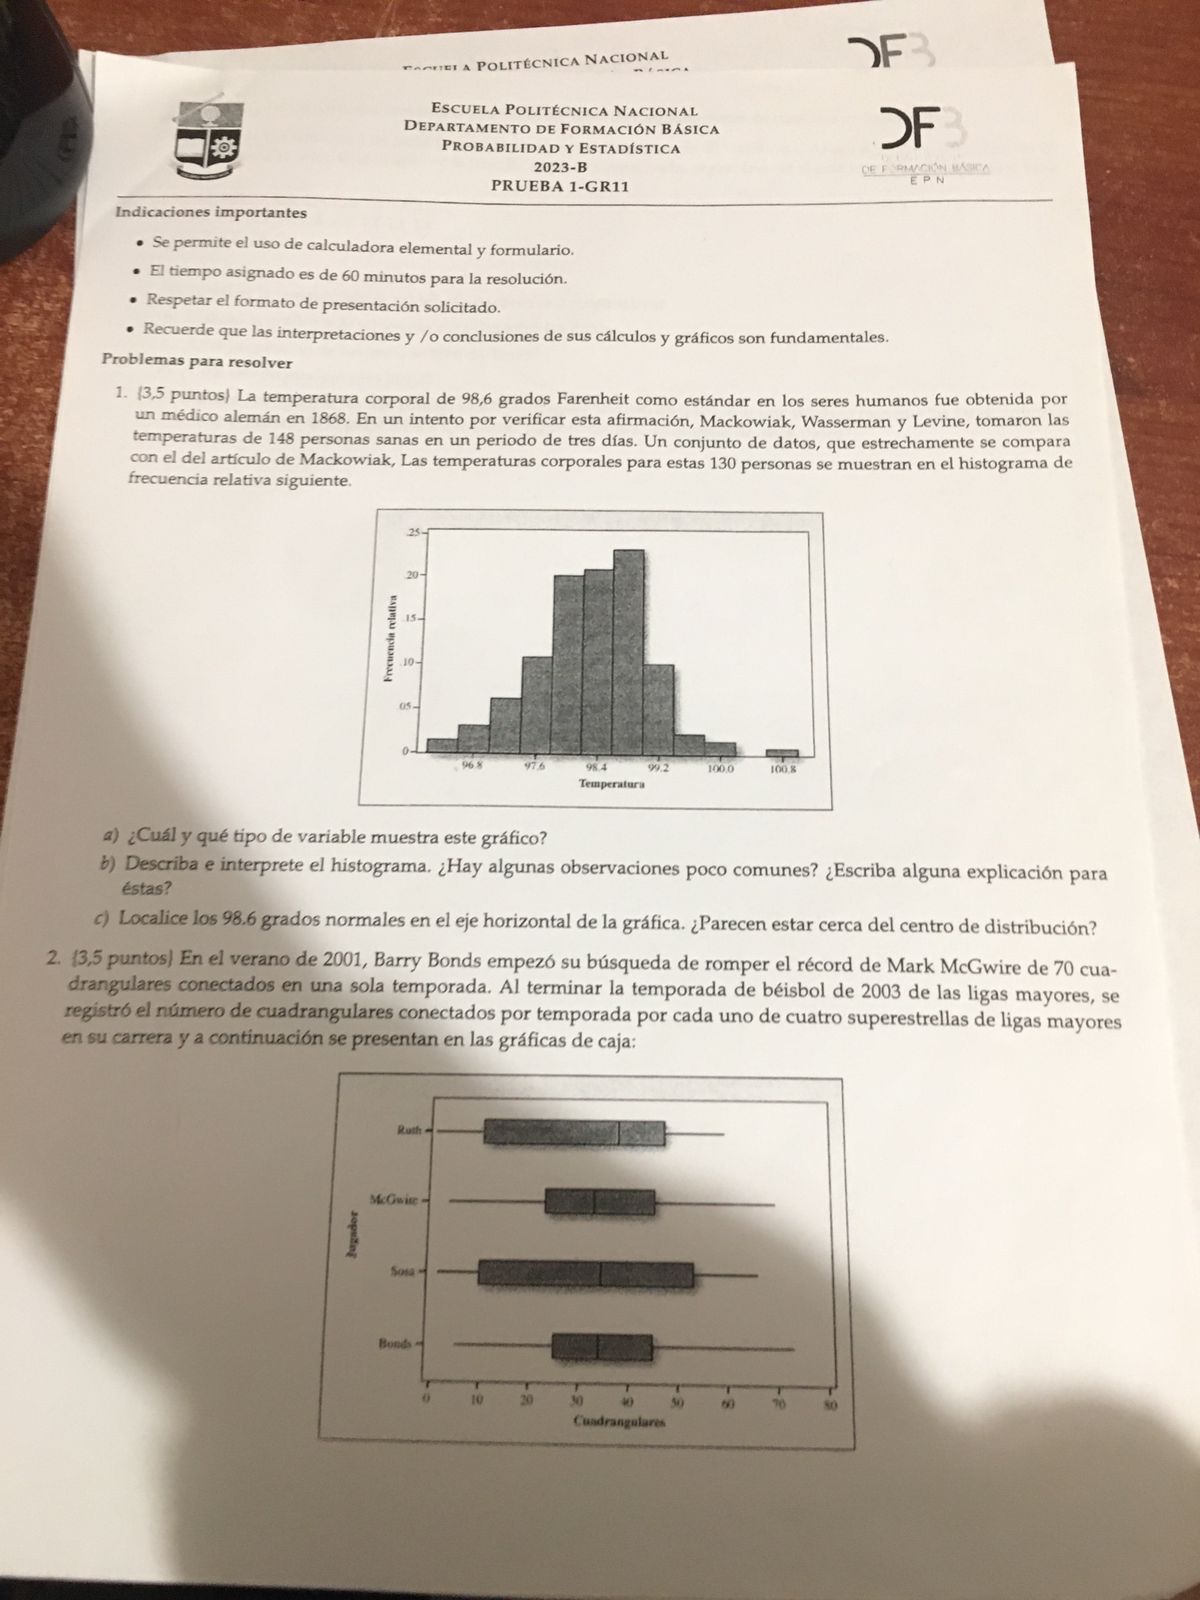 POLITÉCNICA NACIONAL
DF
ESCUELA POLITÉCNICA NACIONAL
DEPARTAMENTO DE FORMACIÓN BÁSICA
PROBABILIDAD Y ESTADÍSTICA
2023-B
PRUEBA 1-GR11
DFB
DE FORMACIÓN BÁSICA
EPN
Indicaciones importantes
• Se permite el uso de calculadora elemental y formulario.
• El tiempo asignado es de 60 minutos para la resolución.
• Respetar el formato de presentación solicitado.
• Recuerde que las interpretaciones y /o conclusiones de sus cálculos y gráficos son fundamentales.
Problemas para resolver
1. {3,5 puntos} La temperatura corporal de 98,6 grados Farenheit como estándar en los seres humanos fue obtenida por
un médico alemán en 1868. En un intento por verificar esta afirmación, Mackowiak, Wasserman y Levine, tomaron las
temperaturas de 148 personas sanas en un periodo de tres días. Un conjunto de datos, que estrechamente se compara
con el del artículo de Mackowiak, Las temperaturas corporales para estas 130 personas se muestran en el histograma de
frecuencia relativa siguiente.
.25
.20
.15
.10
.05
0
Frecuencia relativa
96.8 97.6 98.4 99.2 100.0 100.8
Temperatura
a) ¿Cuál y qué tipo de variable muestra este gráfico?
b) Describa e interprete el histograma. ¿Hay algunas observaciones poco comunes? ¿Escriba alguna explicación para
éstas?
c) Localice los 98.6 grados normales en el eje horizontal de la gráfica. ¿Parecen estar cerca del centro de distribución?
2. {3,5 puntos} En el verano de 2001, Barry Bonds empezó su búsqueda de romper el récord de Mark McGwire de 70 cua-
drangulares conectados en una sola temporada. Al terminar la temporada de béisbol de 2003 de las ligas mayores, se
registró el número de cuadrangulares conectados por temporada por cada uno de cuatro superestrellas de ligas mayores
en su carrera y a continuación se presentan en las gráficas de caja:
Ruth
McGwire
Jugador
Sosa
Bonds
0 10 20 30 40 50 60 70 80
Cuadrangulares